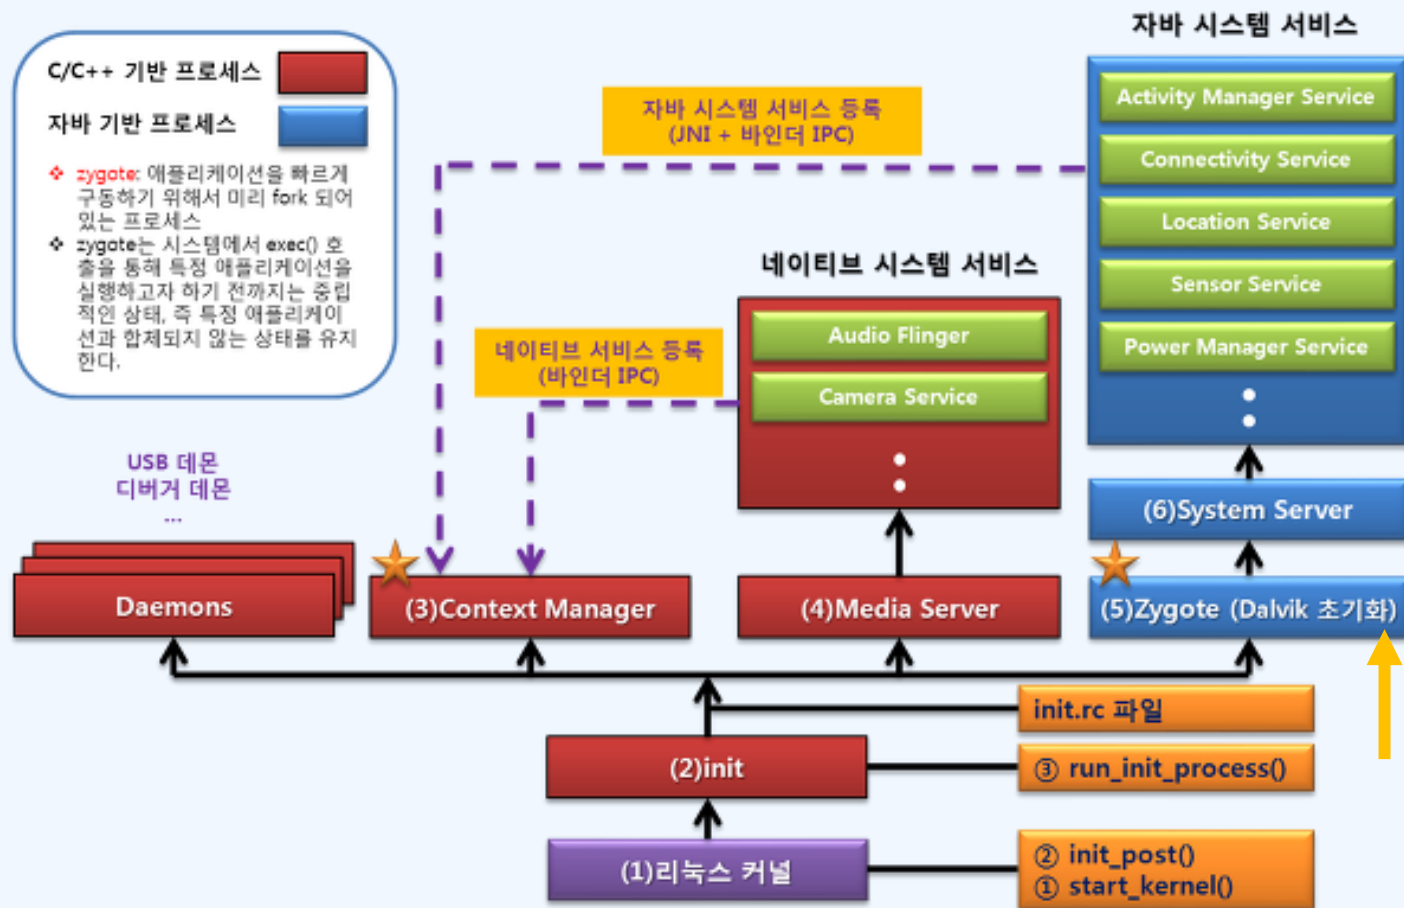 자바 시스템 서비스
C/C++ 기반 프로세스
자바 기반 프로세스
❖ zygote: 애플리케이션을 빠르게
구동하기 위해서 미리 fork 되어
있는 프로세스
❖ zygote는 시스템에서 exec() 호
출을 통해 특정 애플리케이션을
실행하고자 하기 전까지는 중립
적인 상태, 즉 특정 애플리케이
션과 합체되지 않는 상태를 유지
한다.
자바 시스템 서비스 등록
(JNI + 바인더 IPC)
Activity Manager Service
Connectivity Service
Location Service
Sensor Service
Power Manager Service
네이티브 시스템 서비스
Audio Flinger
Camera Service
네이티브 서비스 등록
(바인더 IPC)
USB 데몬
디버거 데몬
...
(6)System Server
Daemons
(3)Context Manager
(4)Media Server
(5)Zygote (Dalvik 초기화)
init.rc 파일
(2)init
③ run_init_process()
(1)리눅스 커널
② init_post()
① start_kernel()